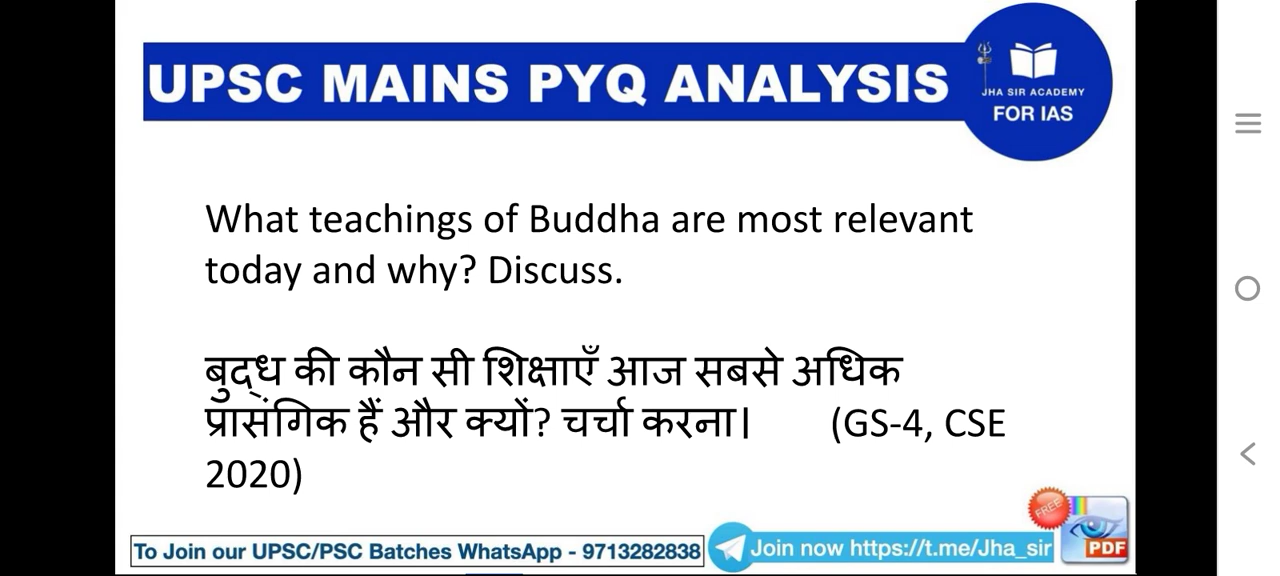 UPSC MAINS PYQ ANALYSIS
JHA SIR ACADEMY
FOR IAS
What teachings of Buddha are most relevant
today and why? Discuss.
बुद्ध की कौन सी शिक्षाएँ आज सबसे अधिक
प्रासंगिक हैं और क्यों? चर्चा करना। (GS-4, CSE
2020)
To Join our UPSC/PSC Batches WhatsApp - 9713282838
Join now https://t.me/Jha_sir
FREE
PDF